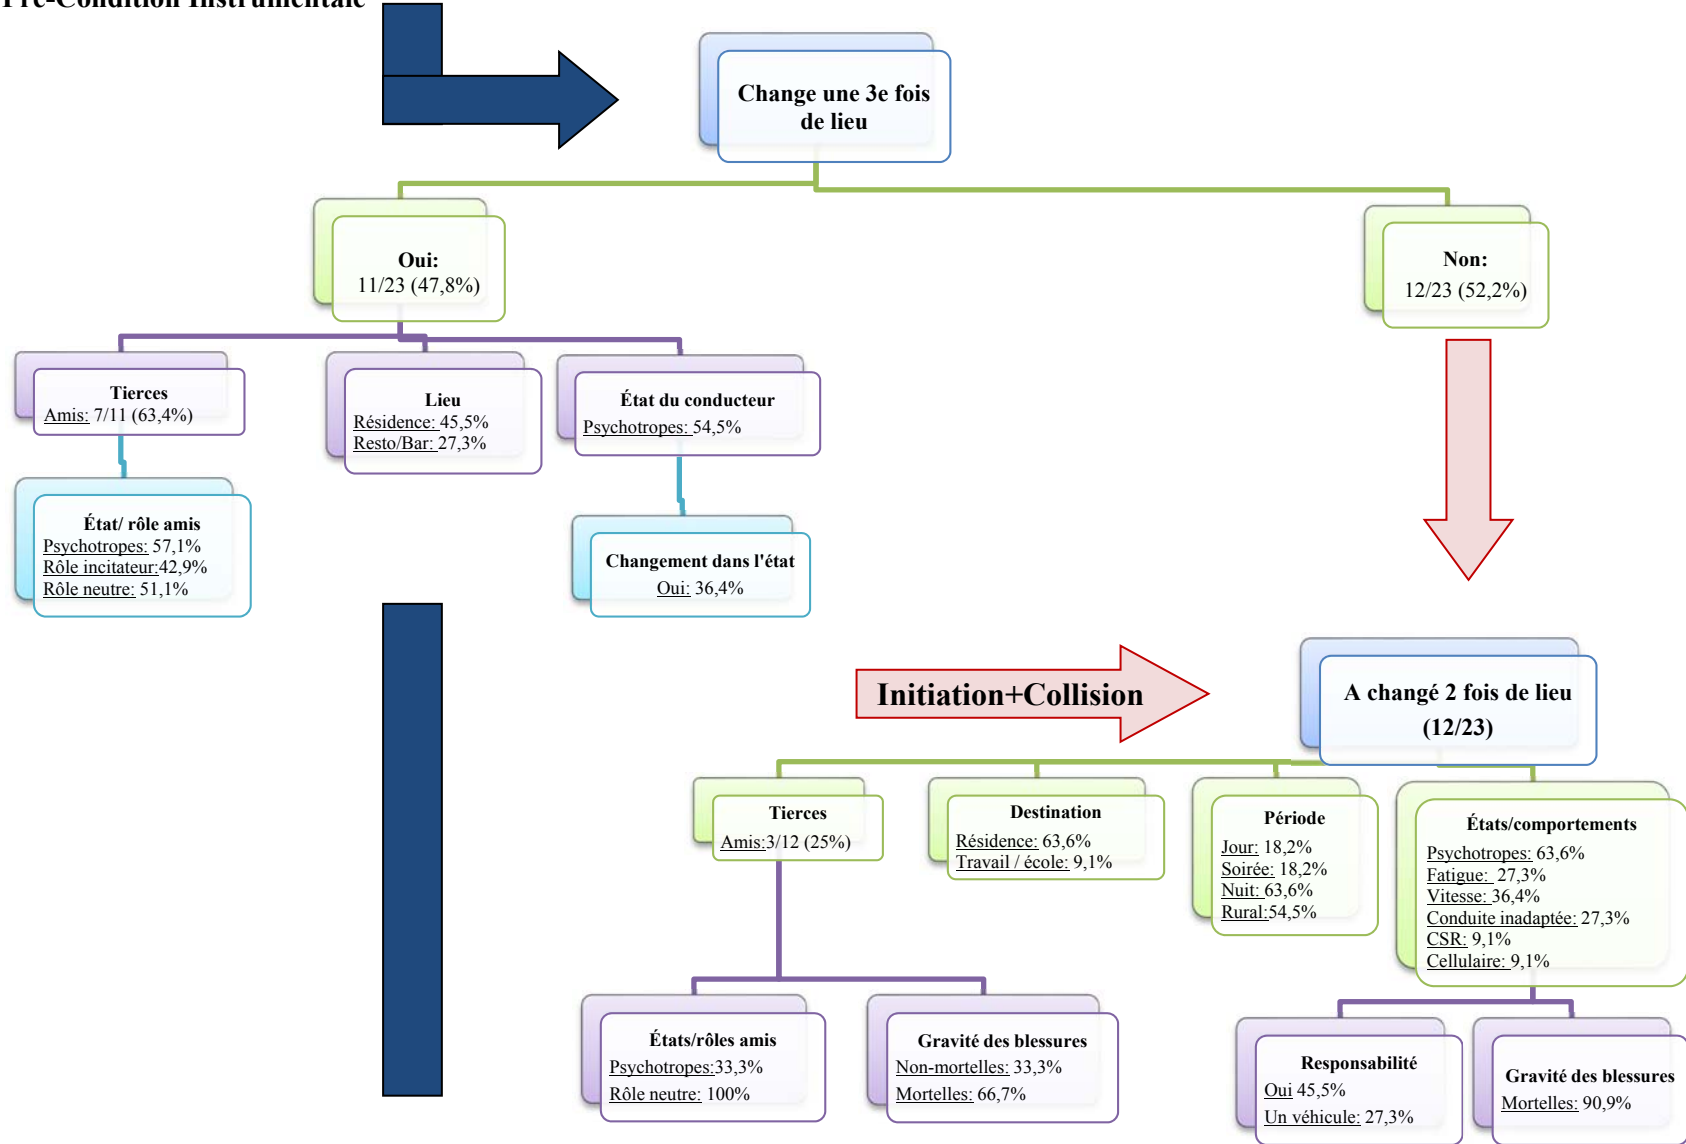 Pré-Condition Instrumentale
Change une 3e fois
de lieu
Oui:
11/23 (47,8%)
Non:
12/23 (52,2%)
Tierces
Amis: 7/11 (63,4%)
Lieu
Résidence: 45,5%
Resto/Bar: 27,3%
État du conducteur
Psychotropes: 54,5%
État/ rôle amis
Psychotropes: 57,1%
Rôle incitateur:42,9%
Rôle neutre: 51,1%
Changement dans l'état
Oui: 36,4%
Initiation+Collision
A changé 2 fois de lieu
(12/23)
Tierces
Amis:3/12 (25%)
Destination
Résidence: 63,6%
Travail / école: 9,1%
Période
Jour: 18,2%
Soirée: 18,2%
Nuit: 63,6%
Rural:54,5%
États/comportements
Psychotropes: 63,6%
Fatigue: 27,3%
Vitesse: 36,4%
Conduite inadaptée: 27,3%
CSR: 9,1%
Cellulaire: 9,1%
États/rôles amis
Psychotropes:33,3%
Rôle neutre: 100%
Gravité des blessures
Non-mortelles: 33,3%
Mortelles: 66,7%
Responsabilité
Oui 45,5%
Un véhicule: 27,3%
Gravité des blessures
Mortelles: 90,9%